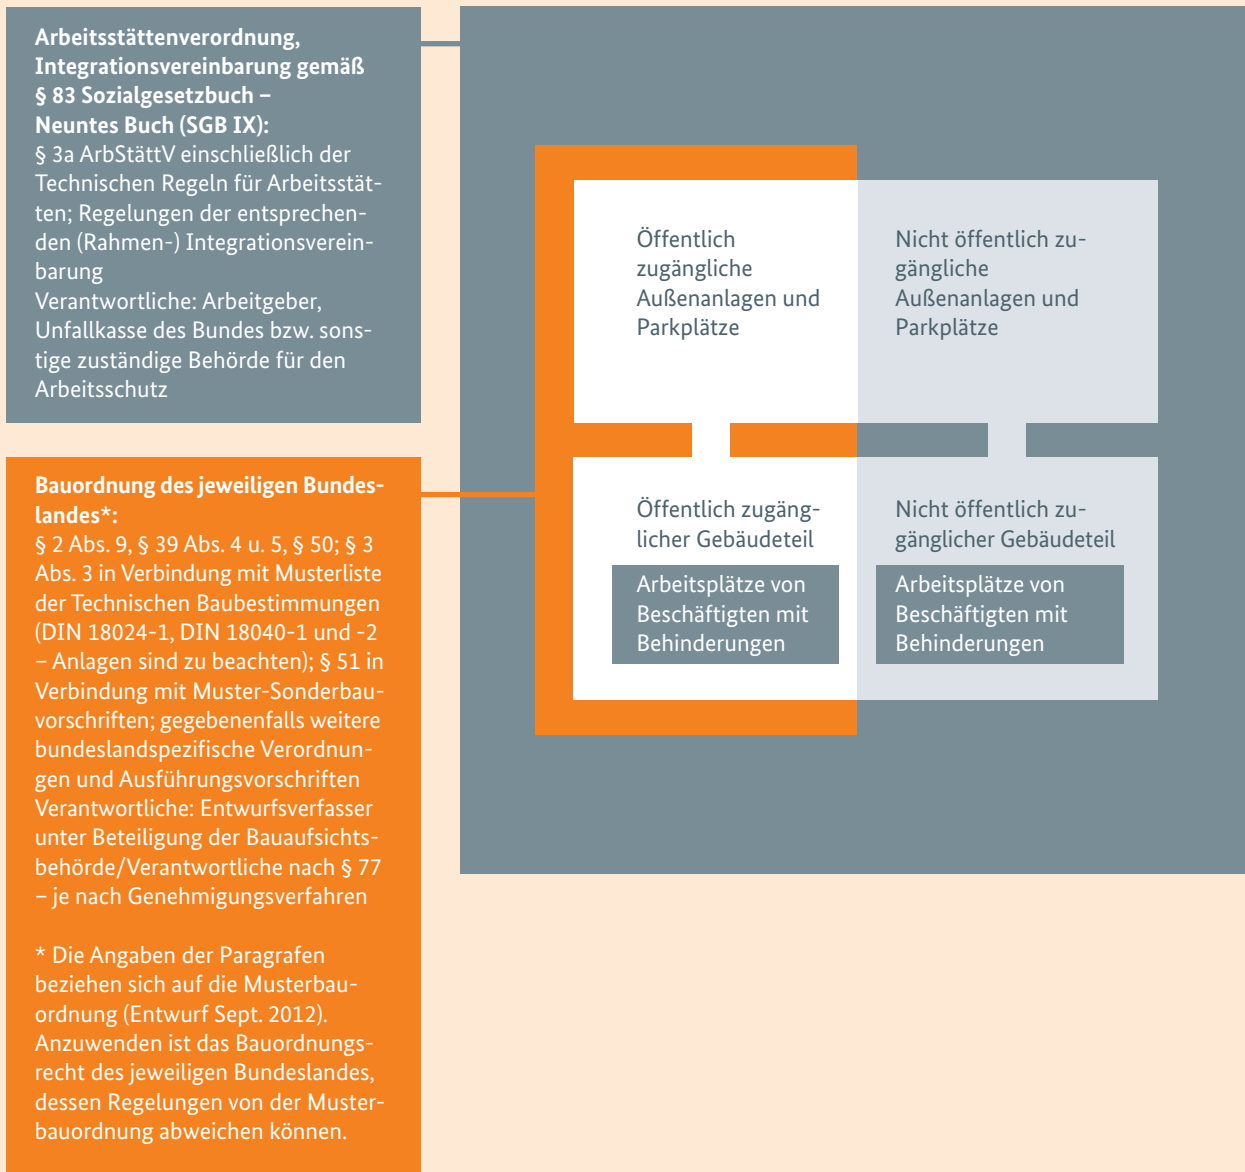 Arbeitsstättenverordnung,
Integrationsvereinbarung gemäß
§ 83 Sozialgesetzbuch –
Neuntes Buch (SGB IX):
§ 3a ArbStättV einschließlich der
Technischen Regeln für Arbeitsstät-
ten; Regelungen der entsprechen-
den (Rahmen-) Integrationsverein-
barung
Verantwortliche: Arbeitgeber,
Unfallkasse des Bundes bzw. sons-
tige zuständige Behörde für den
Arbeitsschutz
Bauordnung des jeweiligen Bundes-
landes*:
§ 2 Abs. 9, § 39 Abs. 4 u. 5, § 50; § 3
Abs. 3 in Verbindung mit Musterliste
der Technischen Baubestimmungen
(DIN 18024-1, DIN 18040-1 und -2
– Anlagen sind zu beachten); § 51 in
Verbindung mit Muster-Sonderbau-
vorschriften; gegebenenfalls weitere
bundeslandspezifische Verordnun-
gen und Ausführungsvorschriften
Verantwortliche: Entwurfsverfasser
unter Beteiligung der Bauaufsichts-
behörde/Verantwortliche nach § 77
– je nach Genehmigungsverfahren
* Die Angaben der Paragrafen
beziehen sich auf die Musterbau-
ordnung (Entwurf Sept. 2012).
Anzuwenden ist das Bauordnungs-
recht des jeweiligen Bundeslandes,
dessen Regelungen von der Muster-
bauordnung abweichen können.
Öffentlich
zugängliche
Außenanlagen und
Parkplätze
Nicht öffentlich zu-
gängliche
Außenanlagen und
Parkplätze
Öffentlich zugäng-
licher Gebäudeteil
Arbeitsplätze von
Beschäftigten mit
Behinderungen
Nicht öffentlich zu-
gänglicher Gebäudeteil
Arbeitsplätze von
Beschäftigten mit
Behinderungen